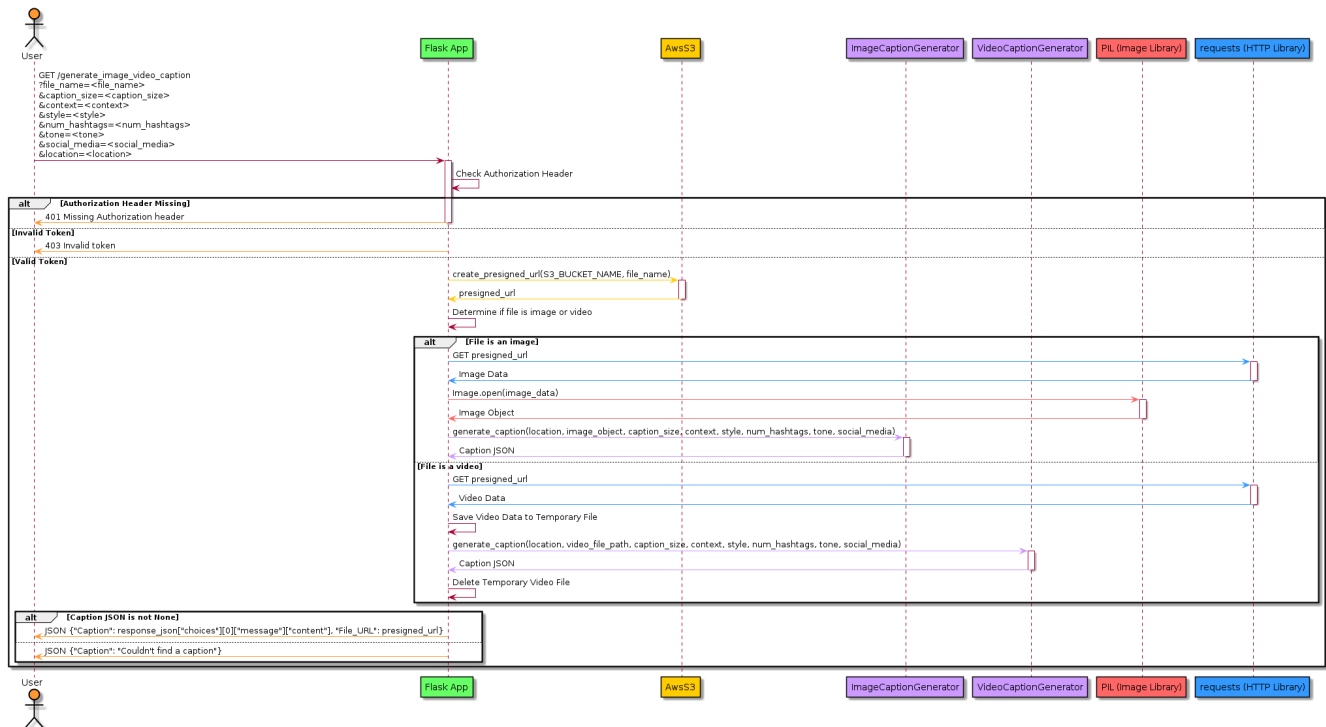 User
Flask App
AwsS3
ImageCaptionGenerator
VideoCaptionGenerator
PIL (Image Library)
requests (HTTP Library)
GET /generate_image_video_caption
?file_name=<file_name>
&caption_size=<caption_size>
&context=<context>
&style=<style>
&num_hashtags=<num_hashtags>
&tone=<tone>
&social_media=<social_media>
&location=<location>
Check Authorization Header
alt [Authorization Header Missing]
401 Missing Authorization header
[Invalid Token]
403 Invalid token
[Valid Token]
create_presigned_url(S3_BUCKET_NAME, file_name)
presigned_url
Determine if file is image or video
alt [File is an image]
GET presigned_url
Image Data
Image.open(image_data)
Image Object
generate_caption(location, image_object, caption_size, context, style, num_hashtags, tone, social_media)
Caption JSON
[File is a video]
GET presigned_url
Video Data
Save Video Data to Temporary File
generate_caption(location, video_file_path, caption_size, context, style, num_hashtags, tone, social_media)
Caption JSON
Delete Temporary Video File
alt [Caption JSON is not None]
JSON {"Caption": response_json["choices"][0]["message"]["content"], "File_URL": presigned_url}
JSON {"Caption": "Couldn't find a caption"}
User
Flask App
AwsS3
ImageCaptionGenerator
VideoCaptionGenerator
PIL (Image Library)
requests (HTTP Library)